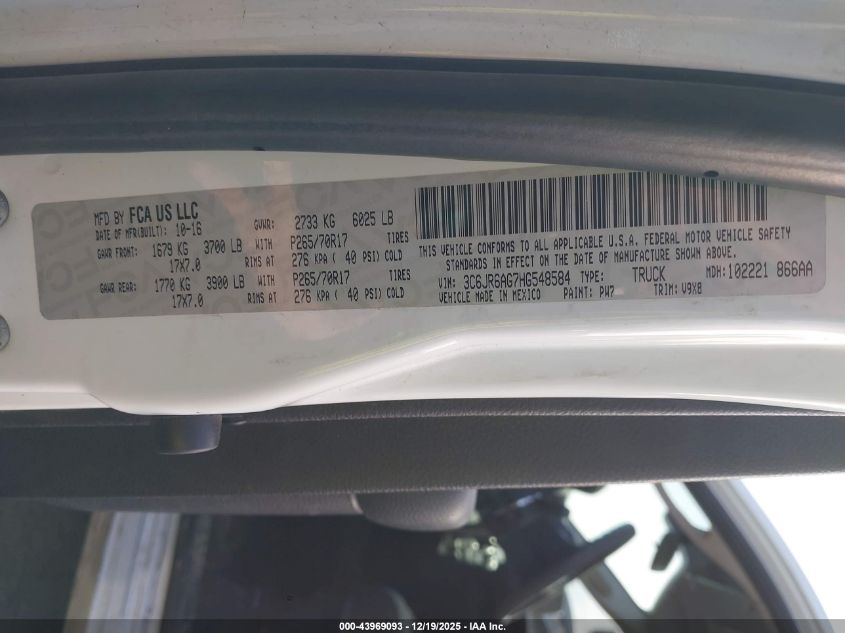 MFD BY FCA US LLC
DATE OF MFR(BUILT): 10-16 GVWR: 2733 KG 6025 LB
GAWR FRONT: 1679 KG 3700 LB WITH P265/70R17 TIRES
17X7.0 RIMS AT 276 KPA ( 40 PSI) COLD
GAWR REAR: 1770 KG 3900 LB WITH P265/70R17 TIRES
17X7.0 RIMS AT 276 KPA ( 40 PSI) COLD
THIS VEHICLE CONFORMS TO ALL APPLICABLE U.S.A. FEDERAL MOTOR VEHICLE SAFETY
STANDARDS IN EFFECT ON THE DATE OF MANUFACTURE SHOWN ABOVE.
VIN: 3C6JR6AG7HG548584 TYPE: TRUCK MDH: 102221 866AA
VEHICLE MADE IN MEXICO PAINT: PW7 TRIM: V9X8
000-43969093 - 12/19/2025 - IAA Inc.